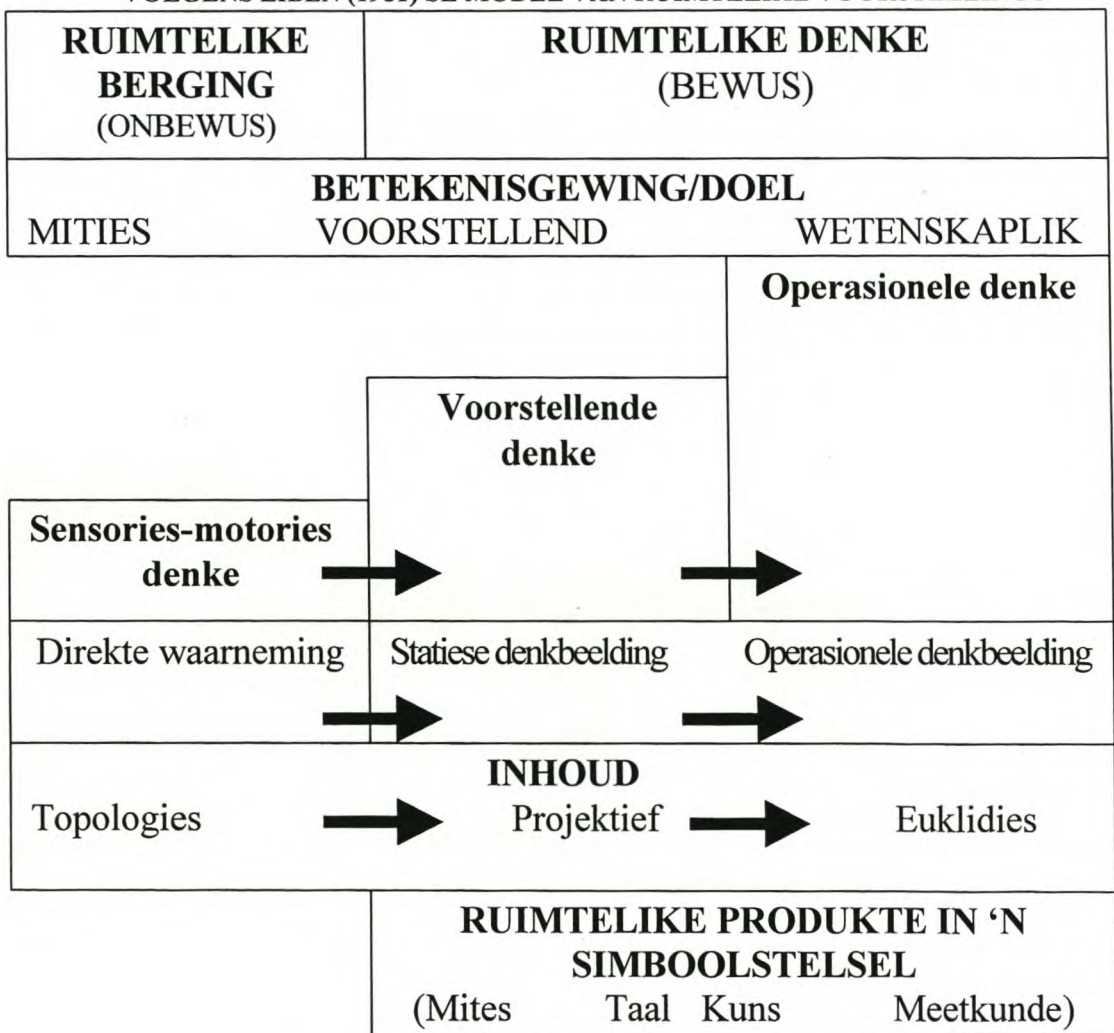 RUIMTELIKE BERGING (ONBEWUS)
RUIMTELIKE DENKE (BEWUS)
BETEKENISGEWING/DOEL
MITIES VOORSTELLEND WETENSKAPLIK
Operasionele denke
Voorstellende denke
Sensories-motories denke
Direkte waarneming Statiese denkbeelding Operasionele denkbeelding
INHOUD
Topologies Projektief Euklidies
RUIMTELIKE PRODUKTE IN ‘N
SIMBOOLSTELSEL
(Mites Taal Kuns Meetkunde)